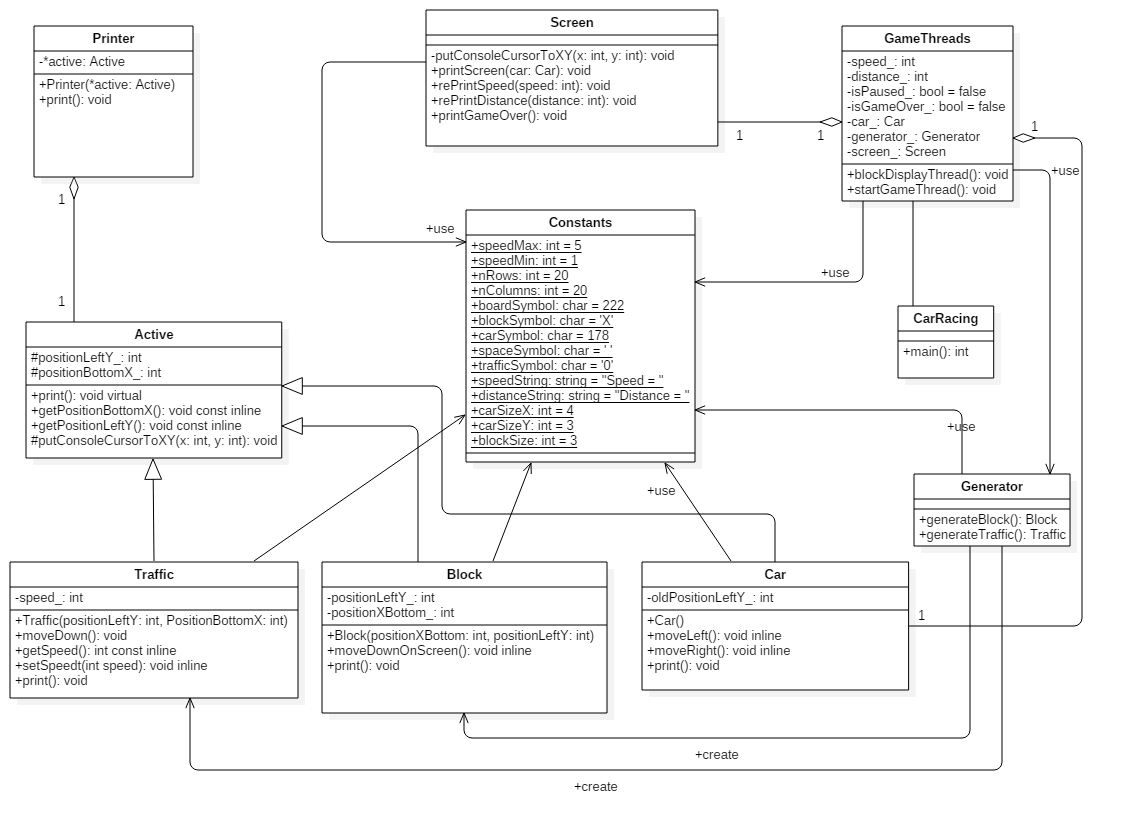 Printer
-*active: Active
+Printer(*active: Active)
+print(): void
Screen
-putConsoleCursorToXY(x: int, y: int): void
+printScreen(car: Car): void
+rePrintSpeed(speed: int): void
+rePrintDistance(distance: int): void
+printGameOver(): void
GameThreads
-speed_: int
-distance_: int
-isPaused_: bool = false
-isGameOver_: bool = false
-car_: Car
-generator_: Generator
-screen_: Screen
+blockDisplayThread(): void
+startGameThread(): void
1
1
1
+use
1
1
+use
+use
Constants
+speedMax: int = 5
+speedMin: int = 1
+nRows: int = 20
+nColumns: int = 20
+boardSymbol: char = 222
+blockSymbol: char = 'X'
+carSymbol: char = 178
+spaceSymbol: char = ' '
+trafficSymbol: char = '0'
+speedString: string = "Speed = "
+distanceString: string = "Distance = "
+carSizeX: int = 4
+carSizeY: int = 3
+blockSize: int = 3
CarRacing
+main(): int
Active
#positionLeftY_: int
#positionBottomX_: int
+print(): void virtual
+getPositionBottomX(): void const inline
+getPositionLeftY(): void const inline
#putConsoleCursorToXY(x: int, y: int): void
+use
+use
Generator
+generateBlock(): Block
+generateTraffic(): Traffic
Traffic
-speed_: int
+Traffic(positionLeftY: int, PositionBottomX: int)
+moveDown(): void
+getSpeed(): int const inline
+setSpeedt(int speed): void inline
+print(): void
Block
-positionLeftY_: int
-positionXBottom_: int
+Block(positionXBottom: int, positionLeftY: int)
+moveDownOnScreen(): void inline
+print(): void
Car
-oldPositionLeftY_: int
+Car()
+moveLeft(): void inline
+moveRight(): void inline
+print(): void
1
+create
+create